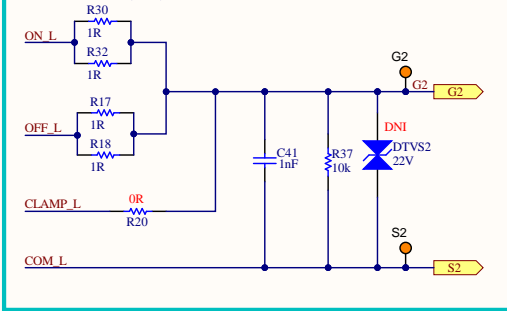 R30
ON_L
1R
R32
1R
G2
G2
G2
R17
1R
OFF_L
R18
1R
DNI
C41
1nF
R37
10k
DTVS2
22V
CLAMP_L
0R
R20
S2
COM_L
S2